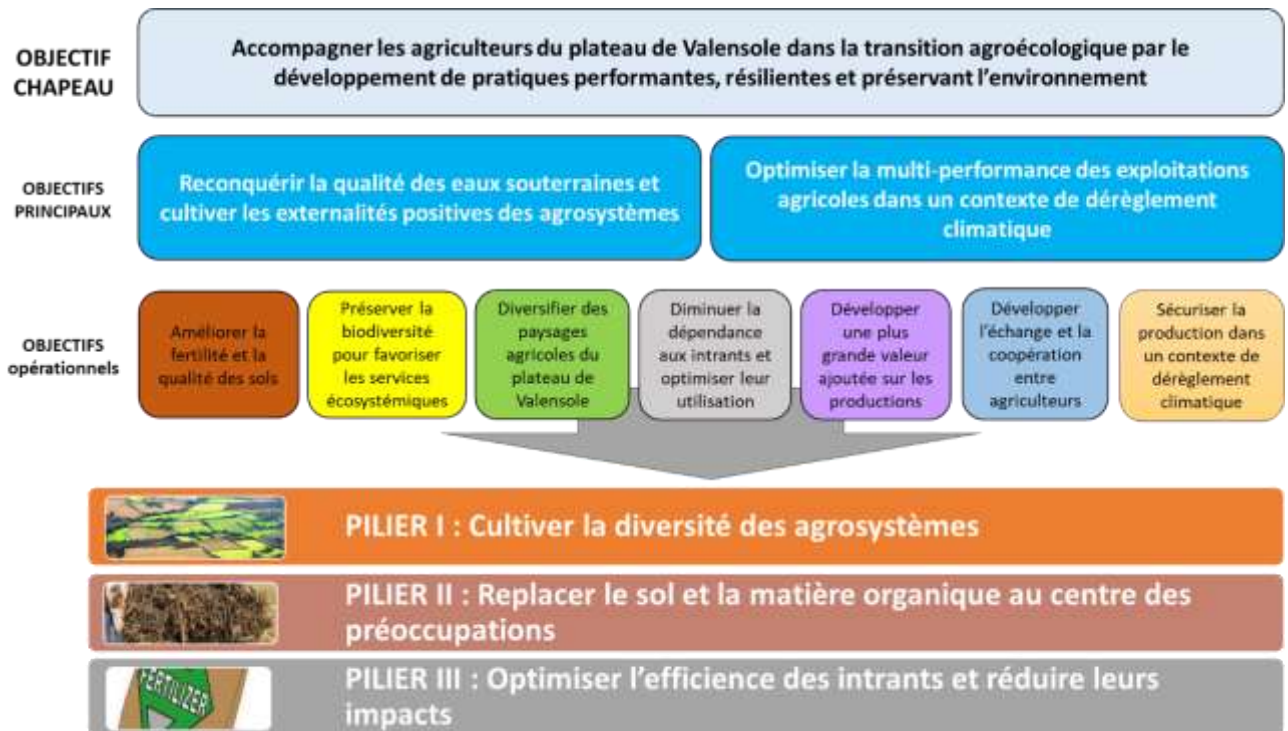 OBJECTIF
CHAPEAU
Accompagner les agriculteurs du plateau de Valensole dans la transition agroécologique par le
développement de pratiques performantes, résilientes et préservant l'environnement
OBJECTIFS
PRINCIPAUX
Reconquérir la qualité des eaux souterraines et
cultiver les externalités positives des agrosystèmes
Optimiser la multi-performance des exploitations
agricoles dans un contexte de dérèglement
climatique
OBJECTIFS
opérationnels
Améliorer la
fertilité et la
qualité des sols
Préserver la
biodiversité
pour favoriser
les services
écosystémiques
Diversifier des
paysages
agricoles du
plateau de
Valensole
Diminuer la
dépendance
aux intrants et
optimiser leur
utilisation
Développer
une plus
grande valeur
ajoutée sur les
productions
Développer
l'échange et la
coopération
entre
agriculteurs
Sécuriser la
production dans
un contexte de
dérèglement
climatique
PILIER I : Cultiver la diversité des agrosystèmes
PILIER II : Replacer le sol et la matière organique au centre des
préoccupations
FERTILIZER
PILIER III : Optimiser l'efficience des intrants et réduire leurs
impacts